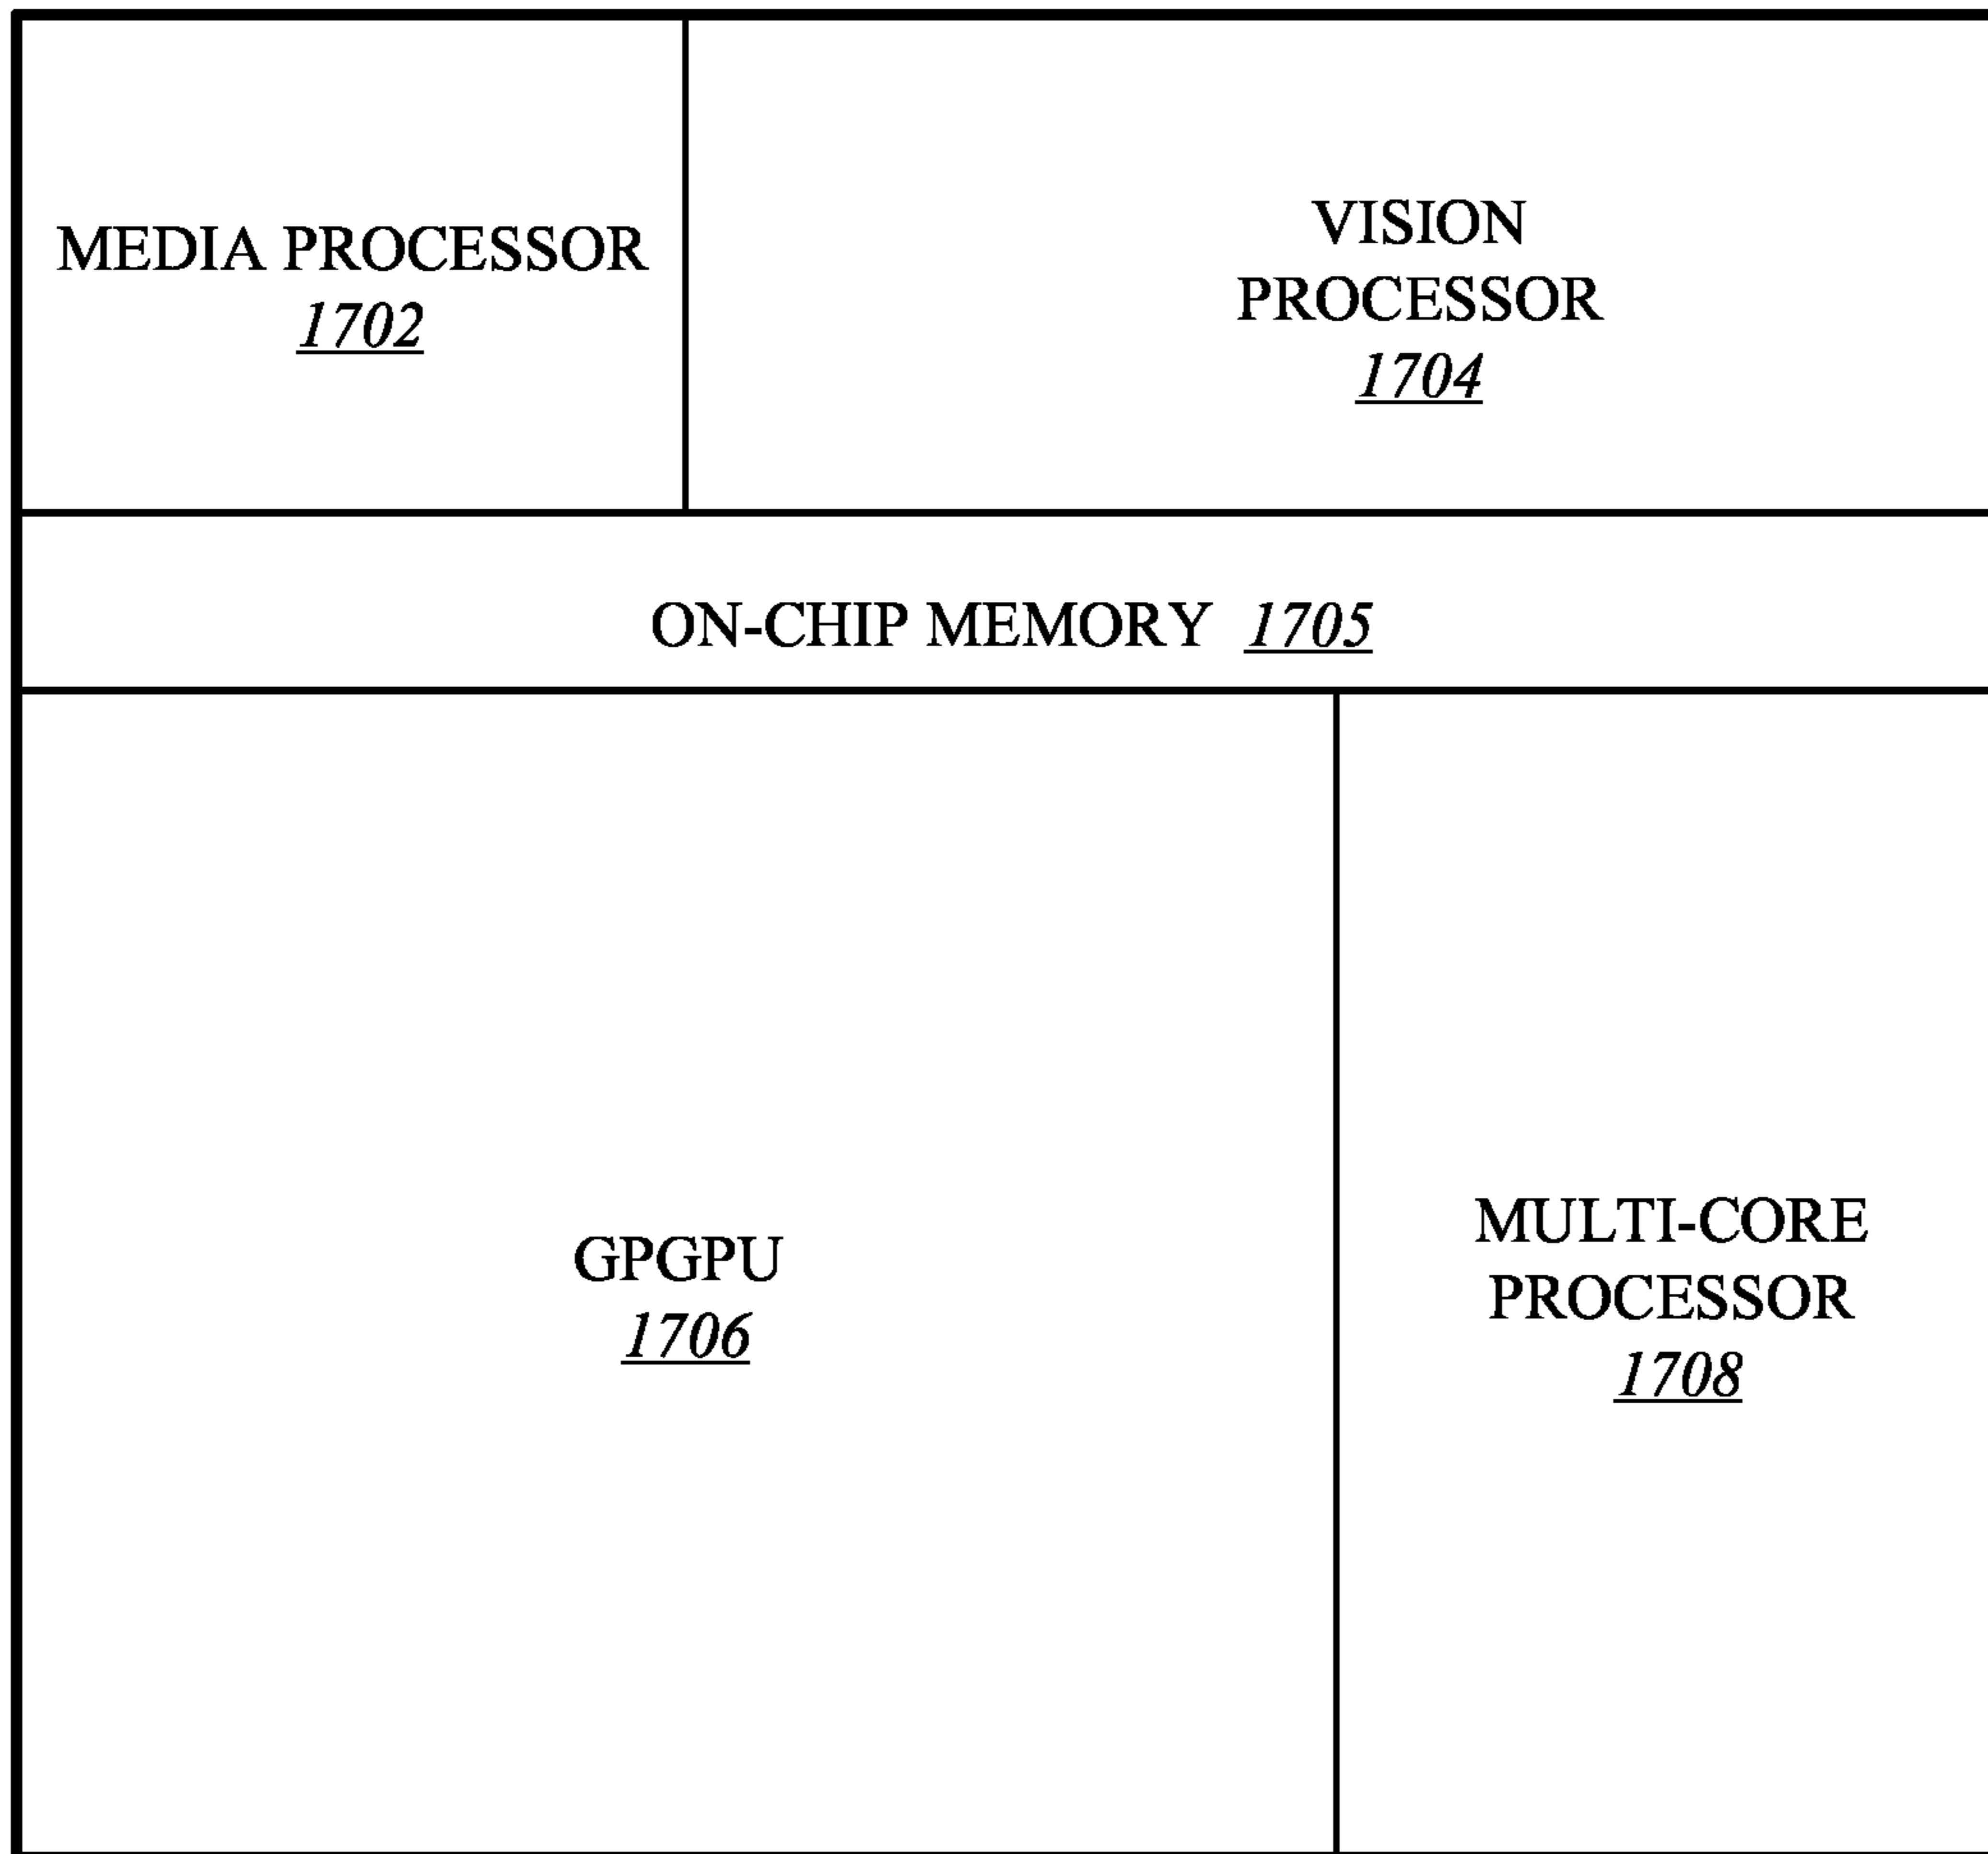 MEDIA PROCESSOR
1702
VISION
PROCESSOR
1704
ON-CHIP MEMORY 1705
GPGPU
1706
MULTI-CORE
PROCESSOR
1708